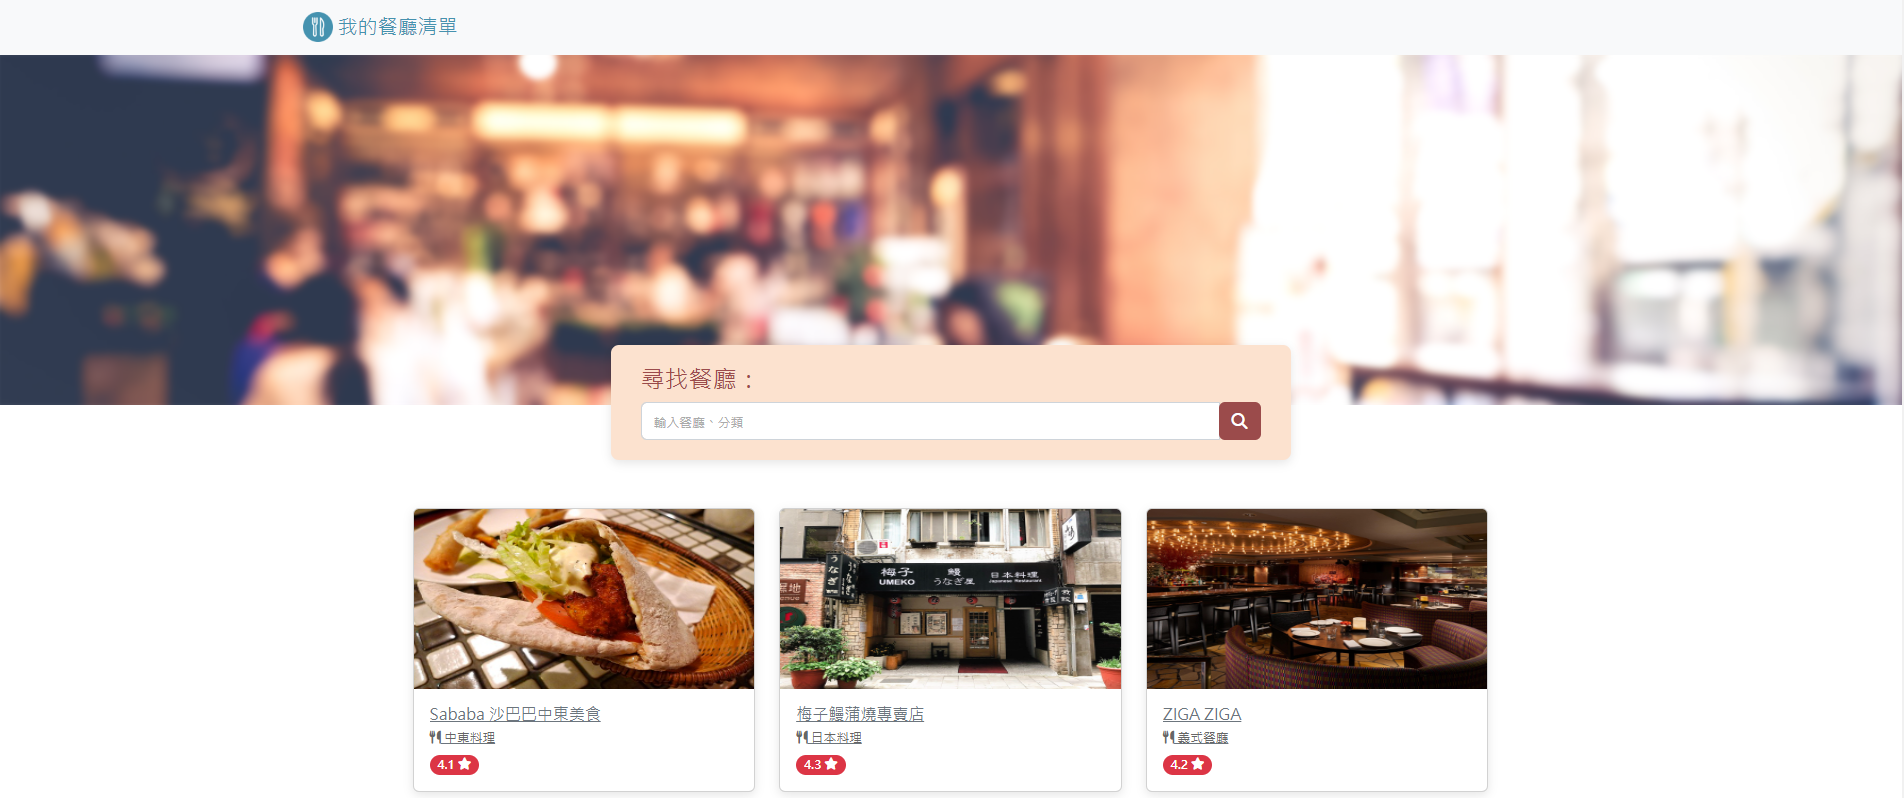 我的餐廳清單
尋找餐廳：
輸入餐廳、分類
梅子 鰻 日本料理
UMEKO うなぎ屋 Japanese Restaurant
うなぎ
Sababa 沙巴巴中東美食
中東料理
4.1
梅子鰻蒲燒專賣店
日本料理
4.3
ZIGA ZIGA
義式餐廳
4.2